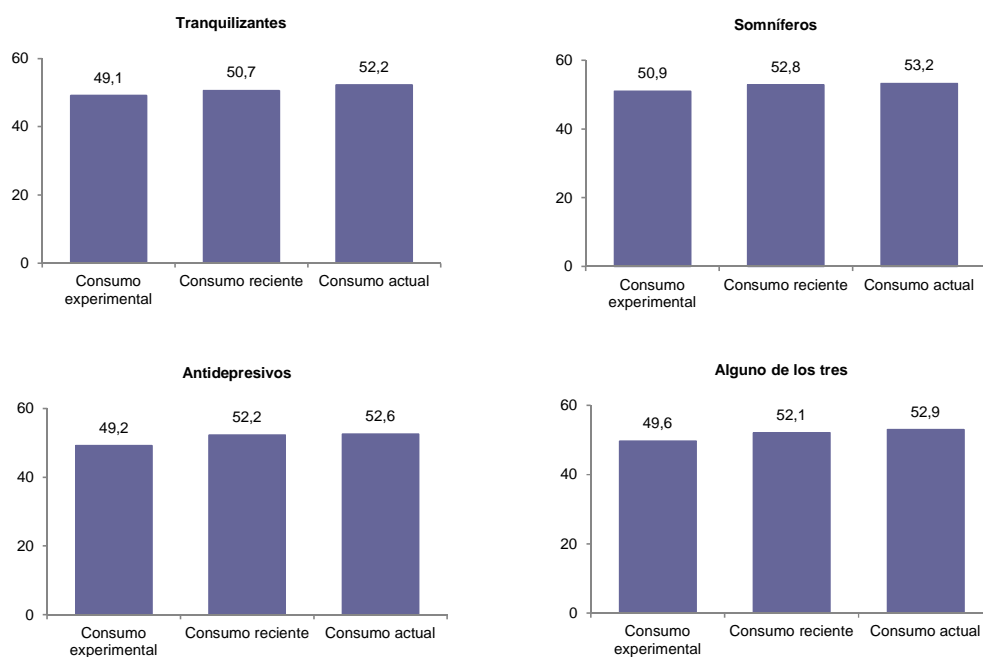 Tranquilizantes
60
40
20
0
49,1
50,7
52,2
Consumo
experimental
Consumo reciente
Consumo actual
Somníferos
60
40
20
0
50,9
52,8
53,2
Consumo
experimental
Consumo reciente
Consumo actual
Antidepresivos
60
40
20
0
49,2
52,2
52,6
Consumo
experimental
Consumo reciente
Consumo actual
Alguno de los tres
60
40
20
0
49,6
52,1
52,9
Consumo
experimental
Consumo reciente
Consumo actual